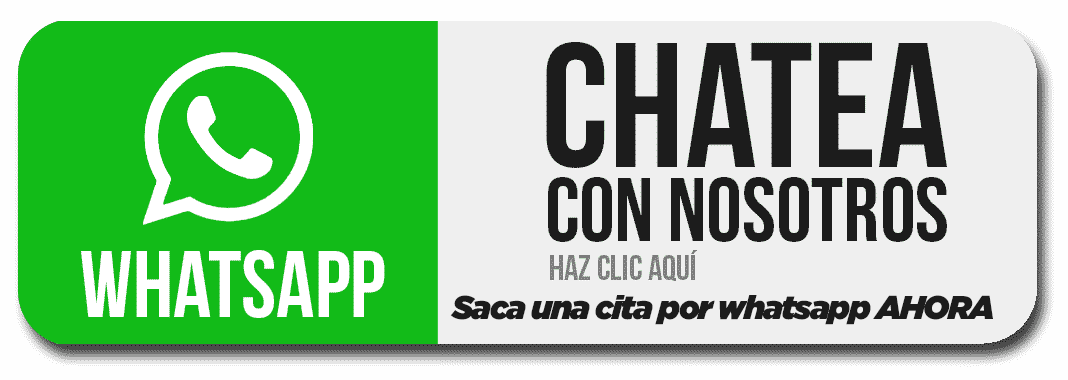 WHATSAPP
CHATEA
CON NOSOTROS
HAZ CLIC AQUÍ
Saca una cita por whatsapp AHORA